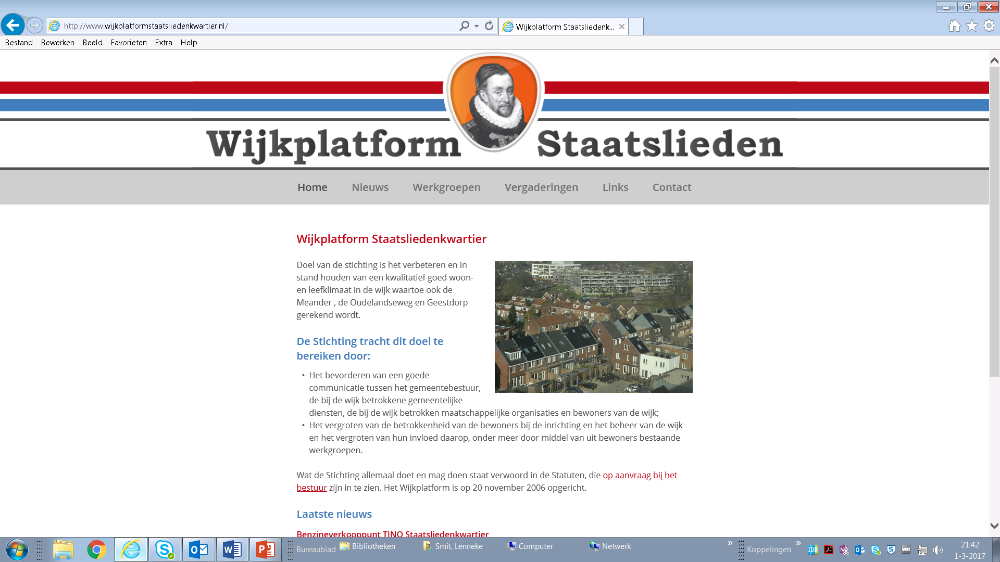 http://www.wijkplatformstaatsliedenkwartier.nl/
Wijkplatform Staatsliedenk...
Bestand Bewerken Beeld Favorieten Extra Help
Wijkplatform Staatslieden
Home Nieuws Werkgroepen Vergaderingen Links Contact
Wijkplatform Staatsliedenkwartier
Doel van de stichting is het verbeteren en in
stand houden van een kwalitatief goed woon-
en leefklimaat in de wijk waartoe ook de
Meander , de Oudelandseweg en Geestdorp
gerekend wordt.
De Stichting tracht dit doel te
bereiken door:
• Het bevorderen van een goede
communicatie tussen het gemeentebestuur,
de bij de wijk betrokkene gemeentelijke
diensten, de bij de wijk betrokken maatschappelijke organisaties en bewoners van de wijk;
• Het vergroten van de betrokkenheid van de bewoners bij de inrichting en het beheer van de wijk
en het vergroten van hun invloed daarop, onder meer door middel van uit bewoners bestaande
werkgroepen.
Wat de Stichting allemaal doet en mag doen staat verwoord in de Statuten, die op aanvraag bij het
bestuur zijn in te zien. Het Wijkplatform is op 20 november 2006 opgericht.
Laatste nieuws
Benzineverkooppunt TINQ Staatsliedenkwartier
Bureaublad Bibliotheken Smit, Lenneke Computer Netwerk » Koppelingen »
21:42
1-3-2017